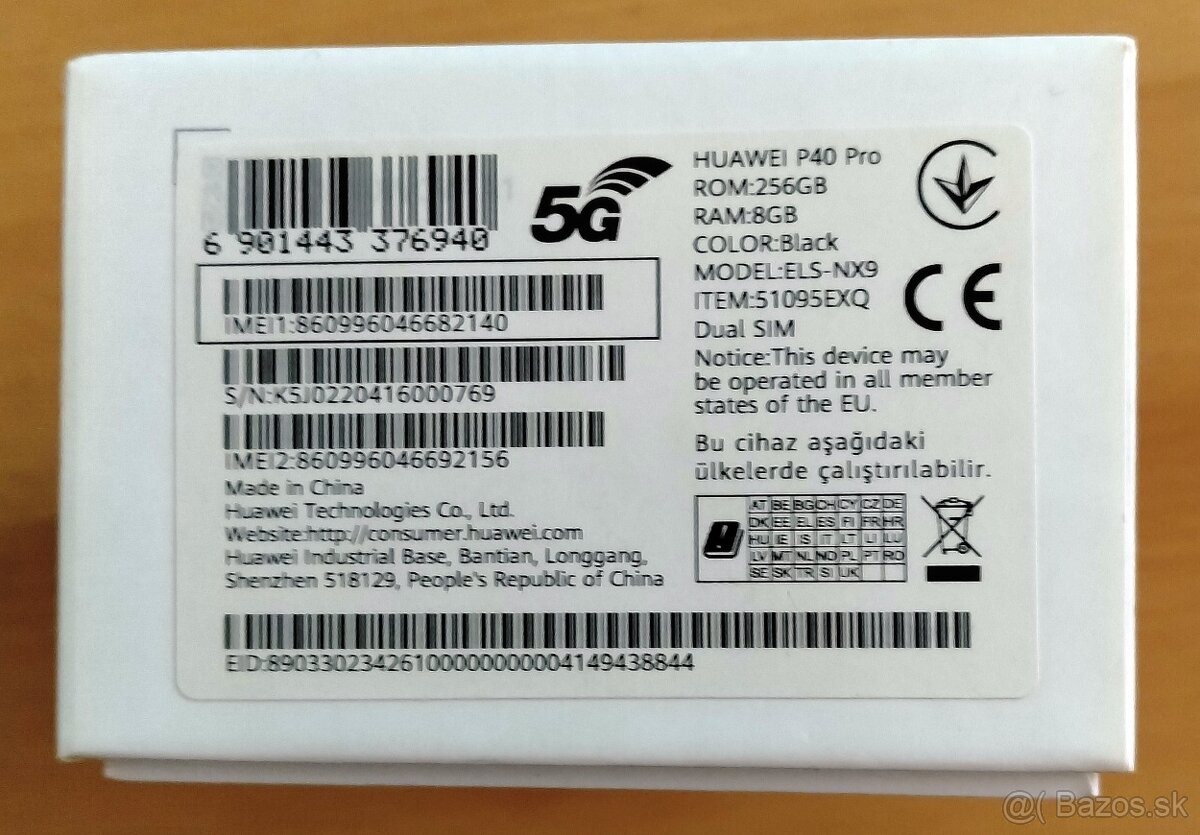 6 901443 376940
5G
IMEI1:860996046682140
S/N:K5J0220416000769
IMEI2:860996046692156
Made in China
Huawei Technologies Co., Ltd.
Website:http://consumer.huawei.com
Huawei Industrial Base, Bantian, Longgang,
Shenzhen 518129, People's Republic of China
EID:89033023426100000000004149438844
HUAWEI P40 Pro
ROM:256GB
RAM:8GB
COLOR:Black
MODEL:ELS-NX9
ITEM:51095EXQ
Dual SIM
CE
Notice:This device may
be operated in all member
states of the EU.
Bu cihaz aşağıdaki
ülkelerde çalıştırılabilir.
AT BE BG CH CY CZ DE
DK EE EL ES FI FR HR
HU IE IS IT LT LI LU
LV MT NL NO PL PT RO
SE SK TR SI UK
@( Bazos.sk